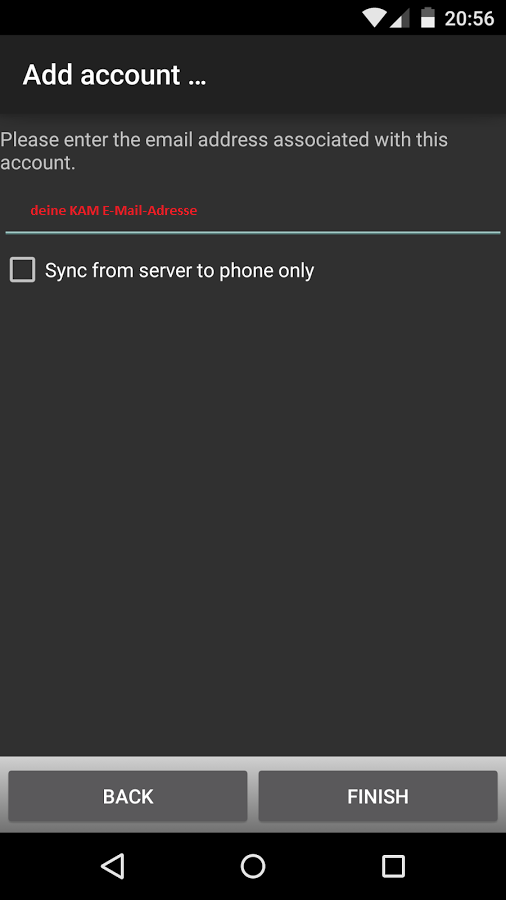 20:56
Add account ...
Please enter the email address associated with this
account.
deine KAM E-Mail-Adresse
Sync from server to phone only
BACK
FINISH